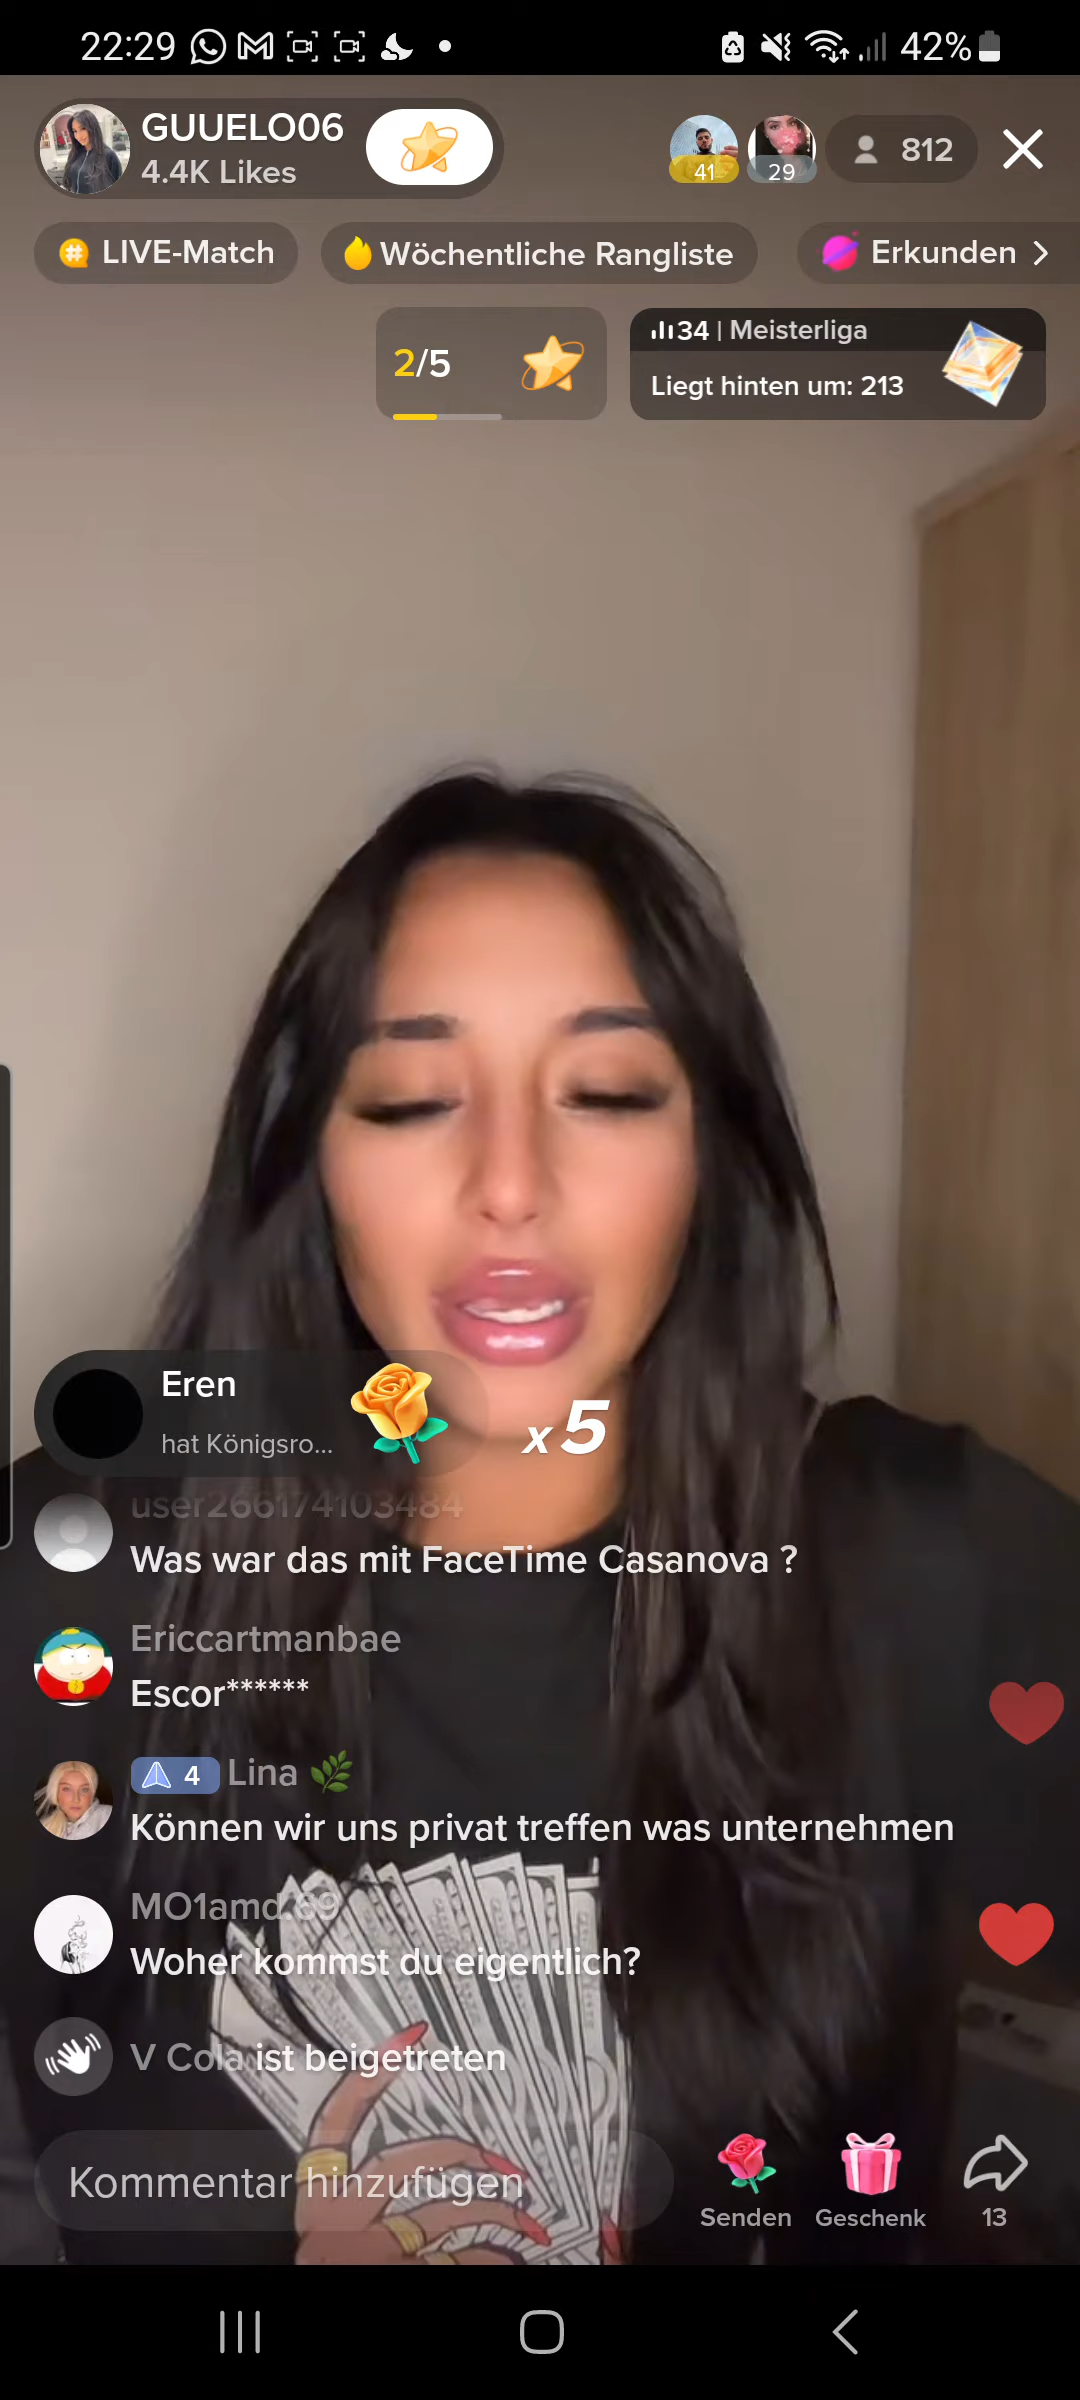 22:29
42%
GUUELO06
4.4K Likes
41
29
812
LIVE-Match
Wöchentliche Rangliste
Erkunden
2/5
34 | Meisterliga
Liegt hinten um: 213
Eren
hat Königsro...
x5
user266174103484
Was war das mit FaceTime Casanova ?
Ericcartmanbae
Escor******
4 Lina
Können wir uns privat treffen was unternehmen
MO1amd.69
Woher kommst du eigentlich?
V Cola ist beigetreten
Kommentar hinzufügen
Senden
Geschenk
13